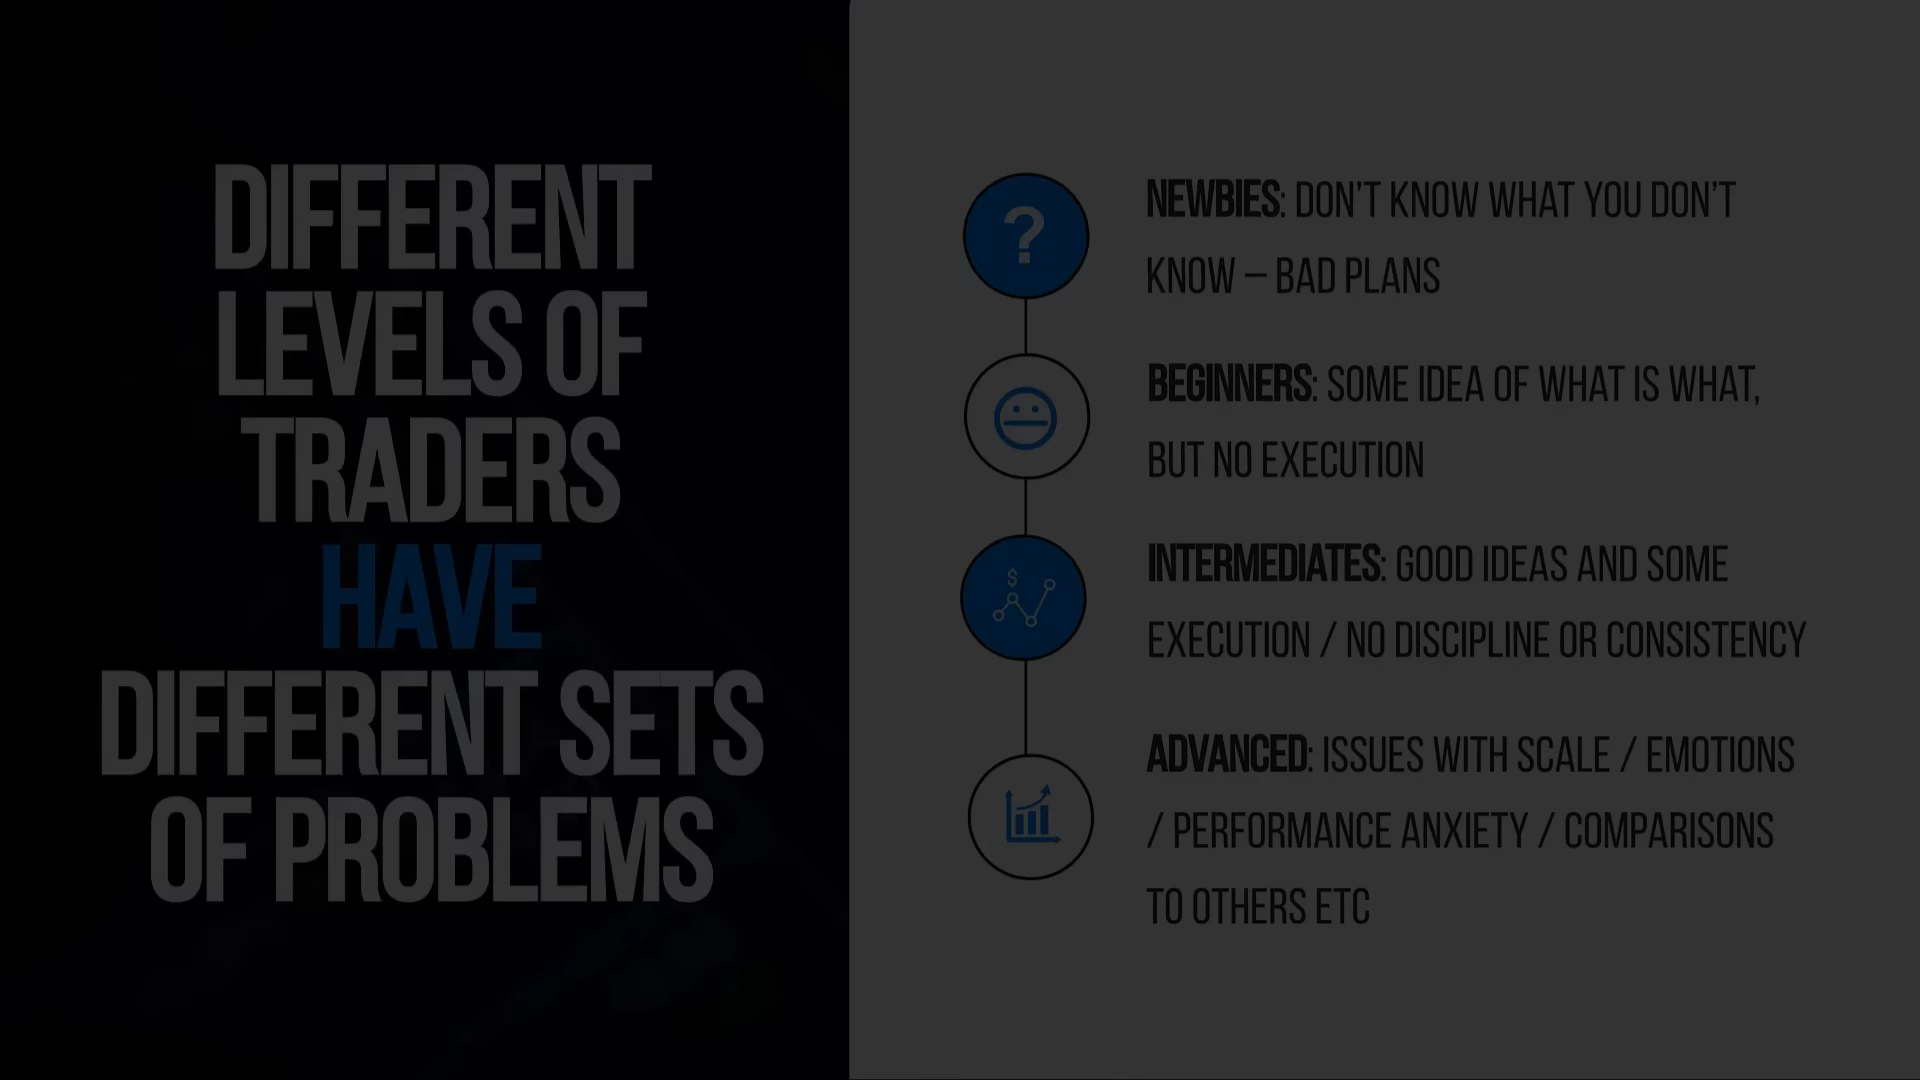 DIFFERENT
LEVELS OF
TRADERS
HAVE
DIFFERENT SETS
OF PROBLEMS
?
NEWBIES: DON'T KNOW WHAT YOU DON'T
KNOW – BAD PLANS
BEGINNERS: SOME IDEA OF WHAT IS WHAT,
BUT NO EXECUTION
$
INTERMEDIATES: GOOD IDEAS AND SOME
EXECUTION / NO DISCIPLINE OR CONSISTENCY
ADVANCED: ISSUES WITH SCALE / EMOTIONS
/ PERFORMANCE ANXIETY / COMPARISONS
TO OTHERS ETC